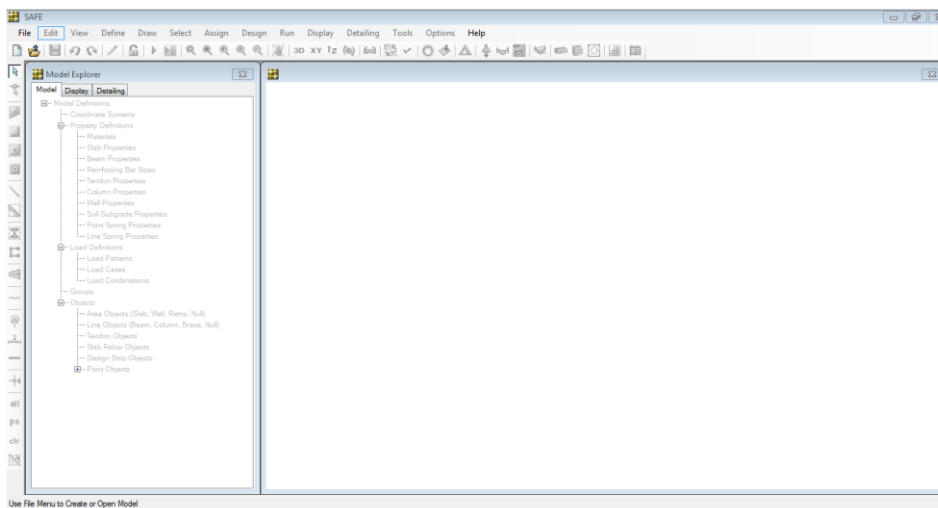 SAFE
File Edit View Define Draw Select Assign Design Run Display Detailing Tools Options Help
3D XY 1Z 6∂
Model Explorer
Model Display Detailing
Model Definitions
Coordinate Systems
Property Definitions
Materials
Slab Properties
Beam Properties
Reinforcing Bar Sizes
Tendon Properties
Column Properties
Wall Properties
Soil Subgrade Properties
Point Spring Properties
Line Spring Properties
Load Definitions
Load Patterns
Load Cases
Load Combinations
Groups
Objects
Area Objects (Slab, Wall, Ramp, Null)
Line Objects (Beam, Column, Brace, Null)
Tendon Objects
Slab Rebar Objects
Design Strip Objects
Point Objects
all
ps
clr
Use File Menu to Create or Open Model